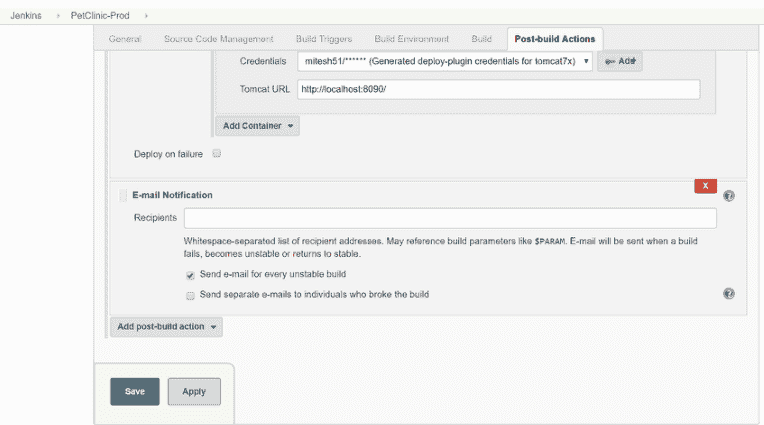 Jenkins PetClinic-Prod
General Source Code Management Build Triggers Build Environment Build Post-build Actions
Credentials mitesh51/****** (Generated deploy-plugin credentials for tomcat7x) Add
Tomcat URL http://localhost:8090/
Add Container
Deploy on failure
X
E-mail Notification
Recipients
Whitespace-separated list of recipient addresses. May reference build parameters like $PARAM. E-mail will be sent when a build
fails, becomes unstable or returns to stable.
Send e-mail for every unstable build
Send separate e-mails to individuals who broke the build
Add post-build action
Save Apply